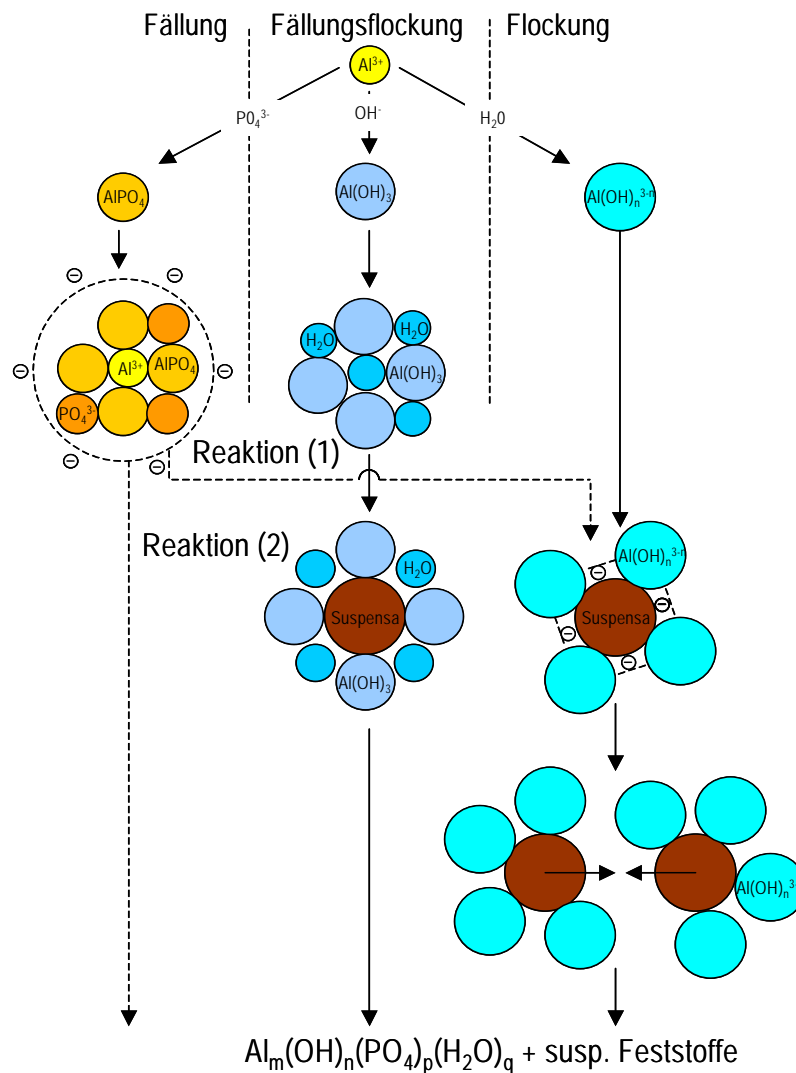 Fällung Fällungsflockung Flockung
Al³⁺
PO₄³⁻ OH⁻ H₂0
AlPO₄ Al(OH)₃ Al(OH)ₙ³⁻ⁿ
⊖ ⊖
H₂O H₂O
⊖ Al³⁺ AlPO₄ ⊖ Al(OH)₃
PO₄³⁻
⊖ ⊖
Reaktion (1)
Reaktion (2)
H₂O Al(OH)ₙ³⁻ⁿ
⊖ ⊖
Suspensa Suspensa
⊖ ⊖
Al(OH)₃
Al(OH)ₙ³⁻
Alₘ(OH)ₙ(PO₄)ₚ(H₂O)q + susp. Feststoffe